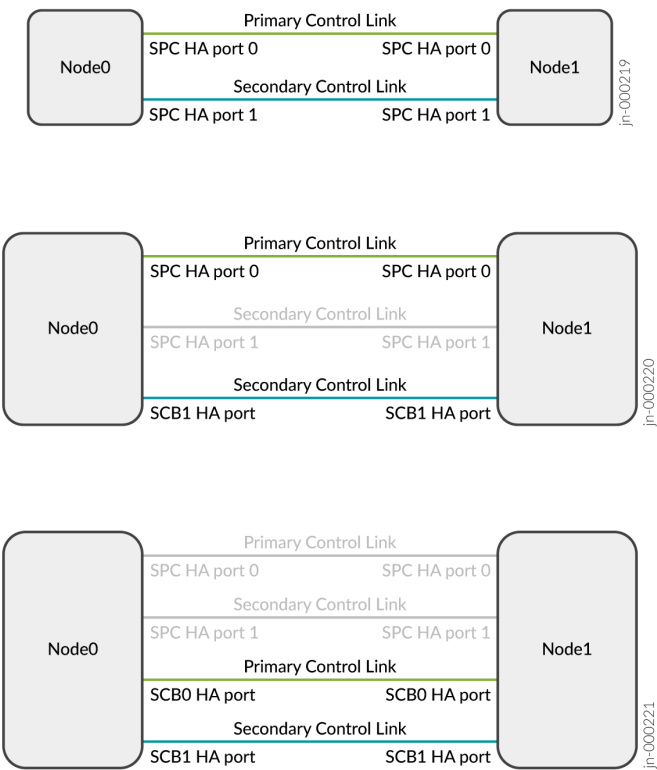 Primary Control Link
SPC HA port 0 SPC HA port 0
Node0 Node1
Secondary Control Link
SPC HA port 1 SPC HA port 1
jn-000219
Primary Control Link
SPC HA port 0 SPC HA port 0
Secondary Control Link
Node0 Node1
SPC HA port 1 SPC HA port 1
Secondary Control Link
SCB1 HA port SCB1 HA port
jn-000220
Primary Control Link
SPC HA port 0 SPC HA port 0
Secondary Control Link
SPC HA port 1 SPC HA port 1
Node0 Node1
Primary Control Link
SCB0 HA port SCB0 HA port
Secondary Control Link
SCB1 HA port SCB1 HA port
jn-000221